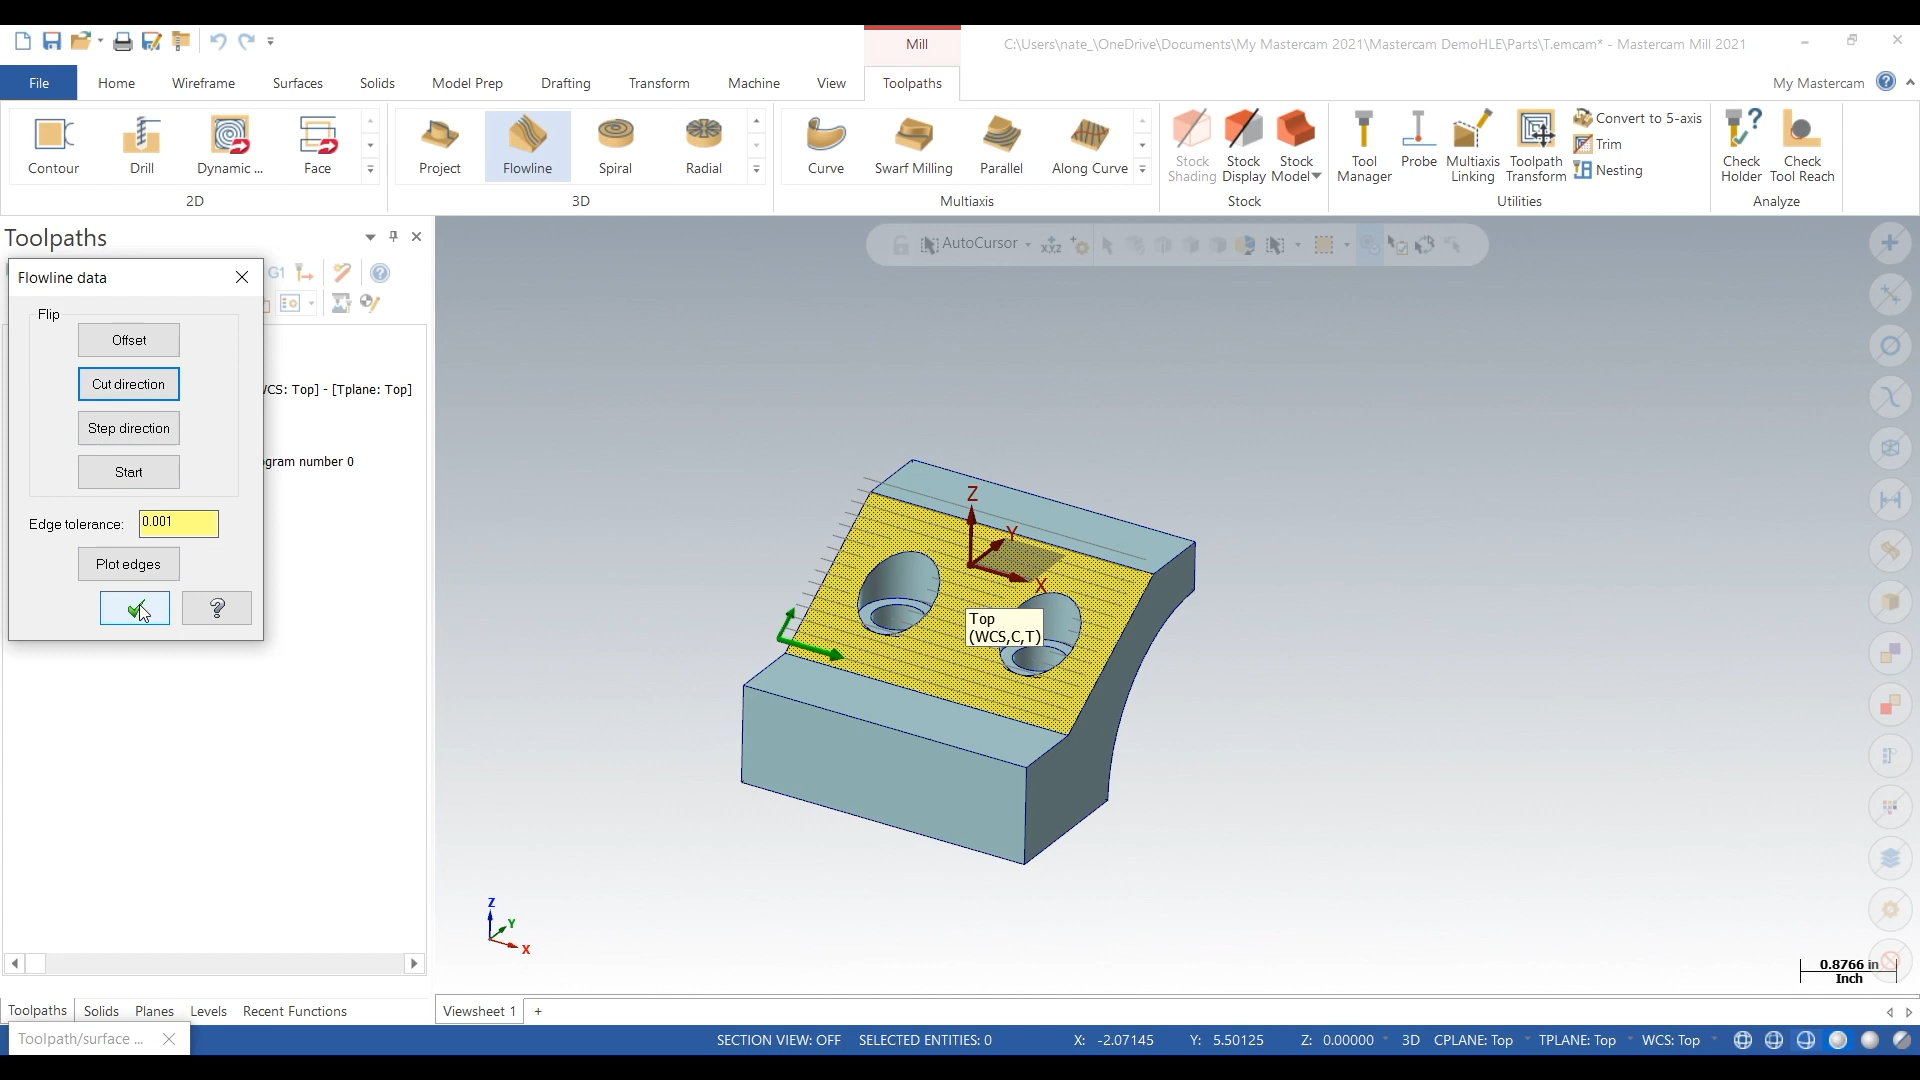 Mill
C:\Users\nate_\OneDrive\Documents\My Mastercam 2021\Mastercam DemoHLE\Parts\T.emcam* - Mastercam Mill 2021
File
Home
Wireframe
Surfaces
Solids
Model Prep
Drafting
Transform
Machine
View
Toolpaths
My Mastercam
Contour
Drill
Dynamic ...
Face
2D
Project
Flowline
Spiral
Radial
3D
Curve
Swarf Milling
Parallel
Along Curve
Multiaxis
Stock
Shading
Stock
Display
Stock
Model
Stock
Tool
Manager
Probe
Multiaxis
Linking
Toolpath
Transform
Convert to 5-axis
Trim
Nesting
Utilities
Check
Holder
Check
Tool Reach
Analyze
Toolpaths
AutoCursor
xyz
Flowline data
G1
Flip
Offset
Cut direction
Step direction
Start
Edge tolerance: 0.001
Plot edges
CS: Top] - [Tplane: Top]
gram number 0
Z
Y
X
Top
(WCS,C,T)
Z
Y
X
0.8766 in
Inch
Toolpaths
Solids
Planes
Levels
Recent Functions
Viewsheet 1
+
Toolpath/surface ...
SECTION VIEW: OFF
SELECTED ENTITIES: 0
X: -2.07145
Y: 5.50125
Z: 0.00000
3D
CPLANE: Top
TPLANE: Top
WCS: Top